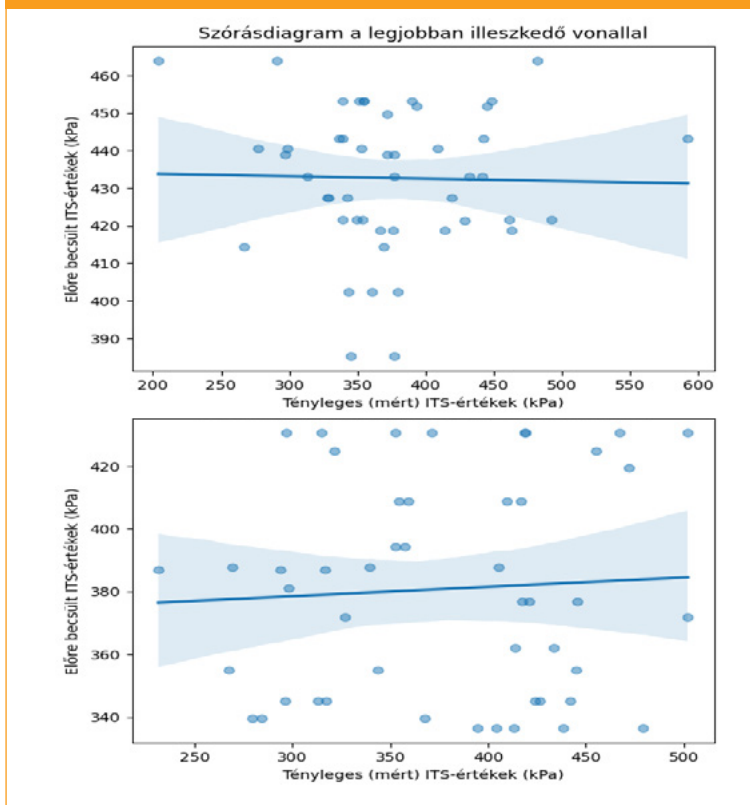 Szórásdiagram a legjobban illeszkedő vonallal
Előre becsült ITS-értékek (kPa)
460
450
440
430
420
410
400
390
200 250 300 350 400 450 500 550 600
Tényleges (mért) ITS-értékek (kPa)
Előre becsült ITS-értékek (kPa)
420
400
380
360
340
250 300 350 400 450 500
Tényleges (mért) ITS-értékek (kPa)